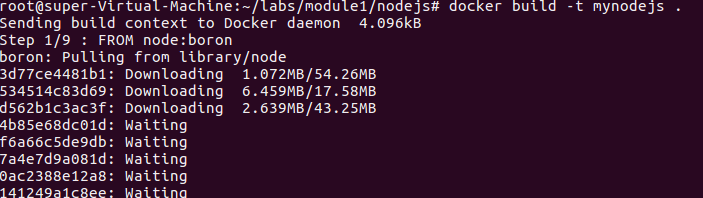 root@super-Virtual-Machine:~/labs/module1/nodejs# docker build -t mynodejs .
Sending build context to Docker daemon  4.096kB
Step 1/9 : FROM node:boron
boron: Pulling from library/node
3d77ce4481b1: Downloading  1.072MB/54.26MB
534514c83d69: Downloading  6.459MB/17.58MB
d562b1c3ac3f: Downloading  2.639MB/43.25MB
4b85e68dc01d: Waiting
f6a66c5de9db: Waiting
7a4e7d9a081d: Waiting
0ac2388e12a8: Waiting
141249a1c8ee: Waiting